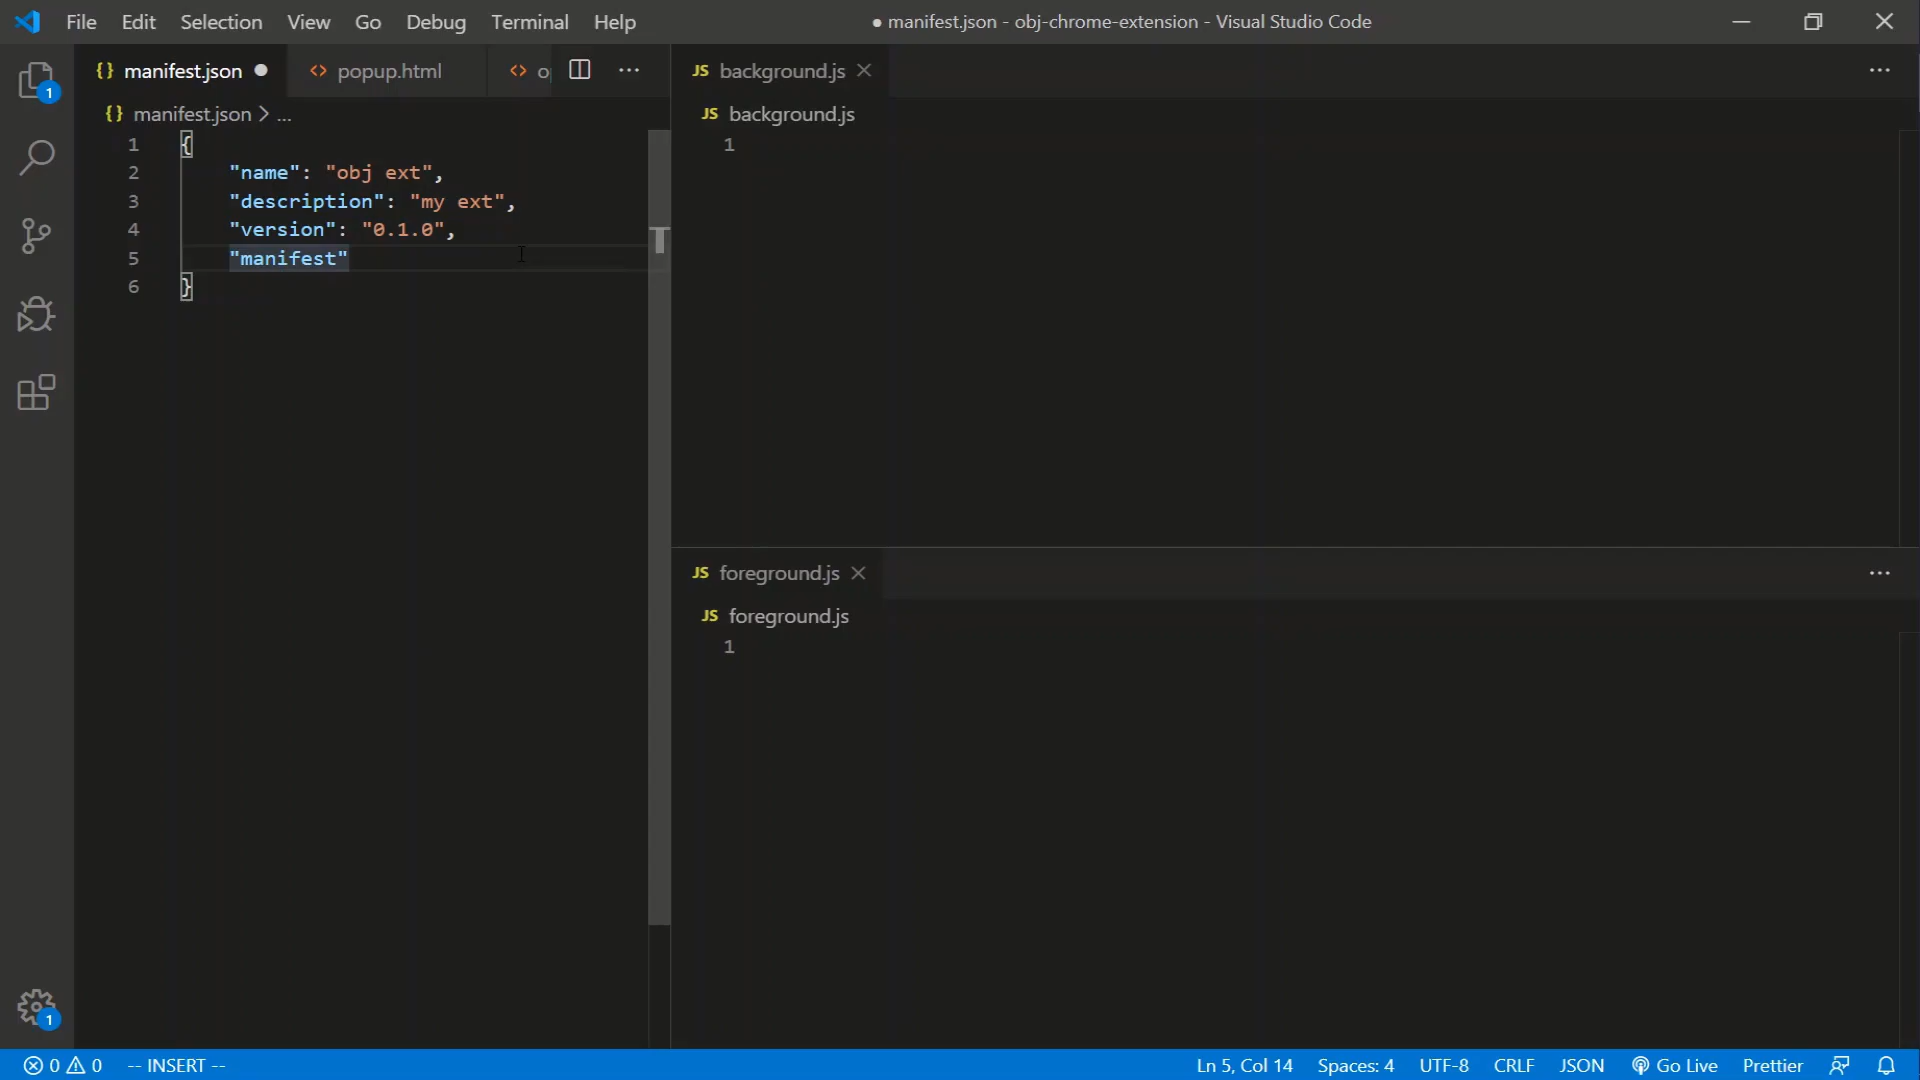 File Edit Selection View Go Debug Terminal Help
● manifest.json - obj-chrome-extension - Visual Studio Code
{} manifest.json ● <> popup.html <> o
{} manifest.json > ...
1 {
2 "name": "obj ext",
3 "description": "my ext",
4 "version": "0.1.0",
5 "manifest"
6 }
JS background.js
JS background.js
1
JS foreground.js
JS foreground.js
1
1
1
0 0 -- INSERT --
Ln 5, Col 14 Spaces: 4 UTF-8 CRLF JSON Go Live Prettier